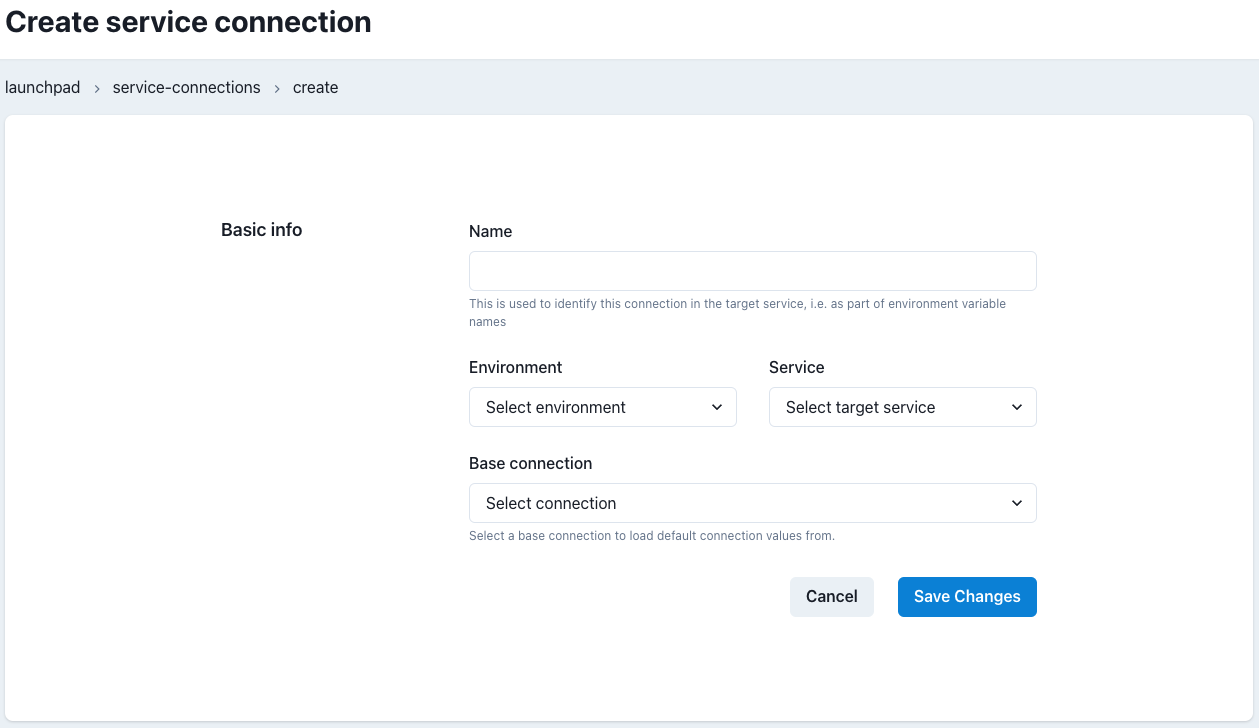 Create service connection
launchpad › service-connections › create
Basic info
Name
This is used to identify this connection in the target service, i.e. as part of environment variable
names
Environment
Service
Select environment
Select target service
Base connection
Select connection
Select a base connection to load default connection values from.
Cancel
Save Changes